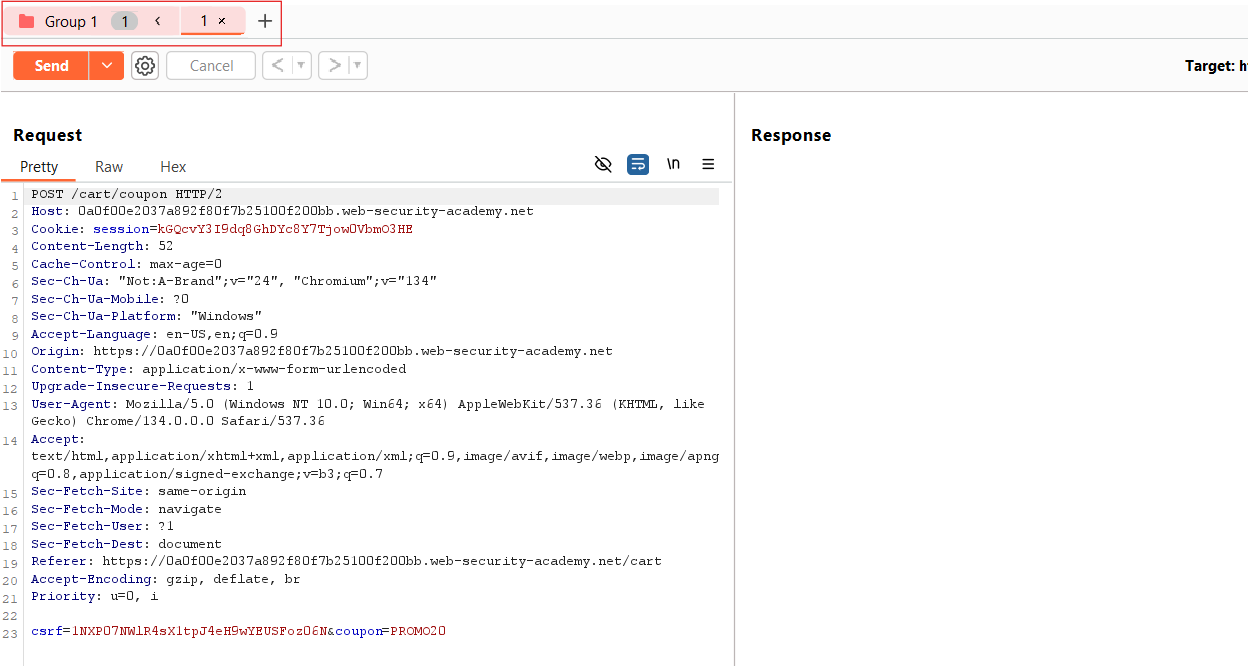 Group 1 1 < 1 × +
Send Cancel < >
Target: h
Request
Response
Pretty Raw Hex \n
1 POST /cart/coupon HTTP/2
2 Host: 0a0f00e2037a892f80f7b25100f200bb.web-security-academy.net
3 Cookie: session=kGQcvY3I9dq8GhDYc8Y7Tjow0VbmO3HE
4 Content-Length: 52
5 Cache-Control: max-age=0
6 Sec-Ch-Ua: "Not:A-Brand";v="24", "Chromium";v="134"
7 Sec-Ch-Ua-Mobile: ?0
8 Sec-Ch-Ua-Platform: "Windows"
9 Accept-Language: en-US,en;q=0.9
10 Origin: https://0a0f00e2037a892f80f7b25100f200bb.web-security-academy.net
11 Content-Type: application/x-www-form-urlencoded
12 Upgrade-Insecure-Requests: 1
13 User-Agent: Mozilla/5.0 (Windows NT 10.0; Win64; x64) AppleWebKit/537.36 (KHTML, like
Gecko) Chrome/134.0.0.0 Safari/537.36
14 Accept:
text/html,application/xhtml+xml,application/xml;q=0.9,image/avif,image/webp,image/apng
q=0.8,application/signed-exchange;v=b3;q=0.7
15 Sec-Fetch-Site: same-origin
16 Sec-Fetch-Mode: navigate
17 Sec-Fetch-User: ?1
18 Sec-Fetch-Dest: document
19 Referer: https://0a0f00e2037a892f80f7b25100f200bb.web-security-academy.net/cart
20 Accept-Encoding: gzip, deflate, br
21 Priority: u=0, i
22
23 csrf=1NXP07NWlR4sX1tpJ4eH9wYEUSFozO6N&coupon=PROMO20